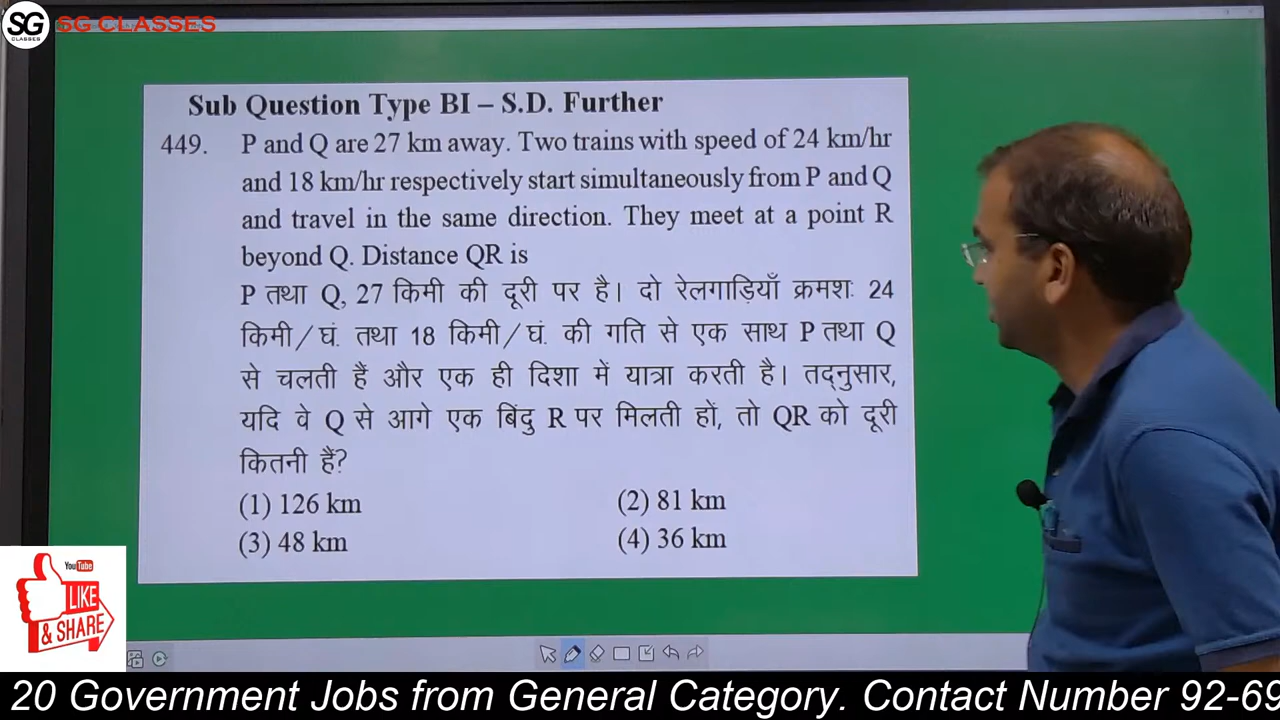 SG
CLASSES
SG CLASSES
Sub Question Type BI – S.D. Further
449. P and Q are 27 km away. Two trains with speed of 24 km/hr
and 18 km/hr respectively start simultaneously from P and Q
and travel in the same direction. They meet at a point R
beyond Q. Distance QR is
P तथा Q, 27 किमी की दूरी पर है। दो रेलगाड़ियाँ क्रमशः 24
किमी/घं. तथा 18 किमी/घं. की गति से एक साथ P तथा Q
से चलती हैं और एक ही दिशा में यात्रा करती है। तद्नुसार,
यदि वे Q से आगे एक बिंदु R पर मिलती हों, तो QR को दूरी
कितनी हैं?
(1) 126 km (2) 81 km
(3) 48 km (4) 36 km
YouTube
LIKE
& SHARE
20 Government Jobs from General Category. Contact Number 92-69